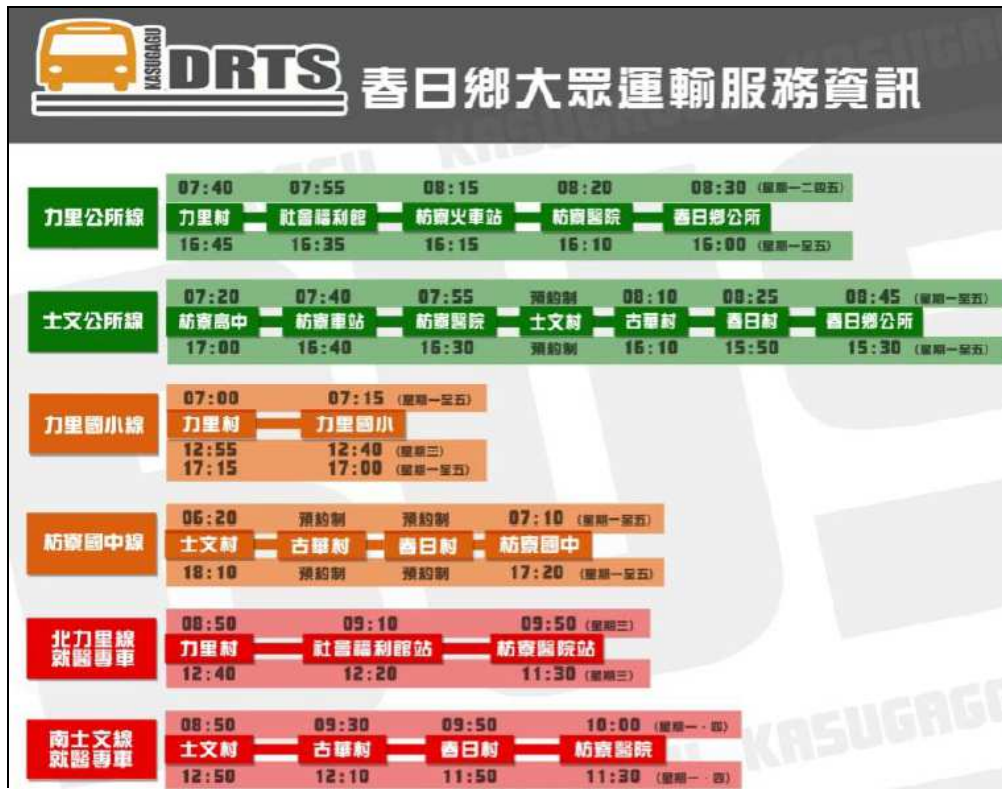 KASUGAGU
DRTS 春日鄉大眾運輸服務資訊
07:40 07:55 08:15 08:20 08:30 (星期一二四五)
力里公所線 力里村 社會福利館 枋寮火車站 枋寮醫院 春日鄉公所
16:45 16:35 16:15 16:10 16:00 (星期一至五)
07:20 07:40 07:55 預約制 08:10 08:25 08:45 (星期一至五)
士文公所線 枋寮高中 枋寮車站 枋寮醫院 士文村 古華村 春日村 春日鄉公所
17:00 16:40 16:30 預約制 16:10 15:50 15:30 (星期一至五)
07:00 07:15 (星期一至五)
力里國小線 力里村 力里國小
12:55 12:40 (星期三)
17:15 17:00 (星期一至五)
06:20 預約制 預約制 07:10 (星期一至五)
枋寮國中線 士文村 古華村 春日村 枋寮國中
18:10 預約制 預約制 17:20 (星期一至五)
08:50 09:10 09:50 (星期三)
北力里線
就醫專車
力里村 社會福利館站 枋寮醫院站
12:40 12:20 11:30 (星期三)
08:50 09:30 09:50 10:00 (星期一．四)
南士文線
就醫專車
士文村 古華村 春日村 枋寮醫院
12:50 12:10 11:50 11:30 (星期一．四)